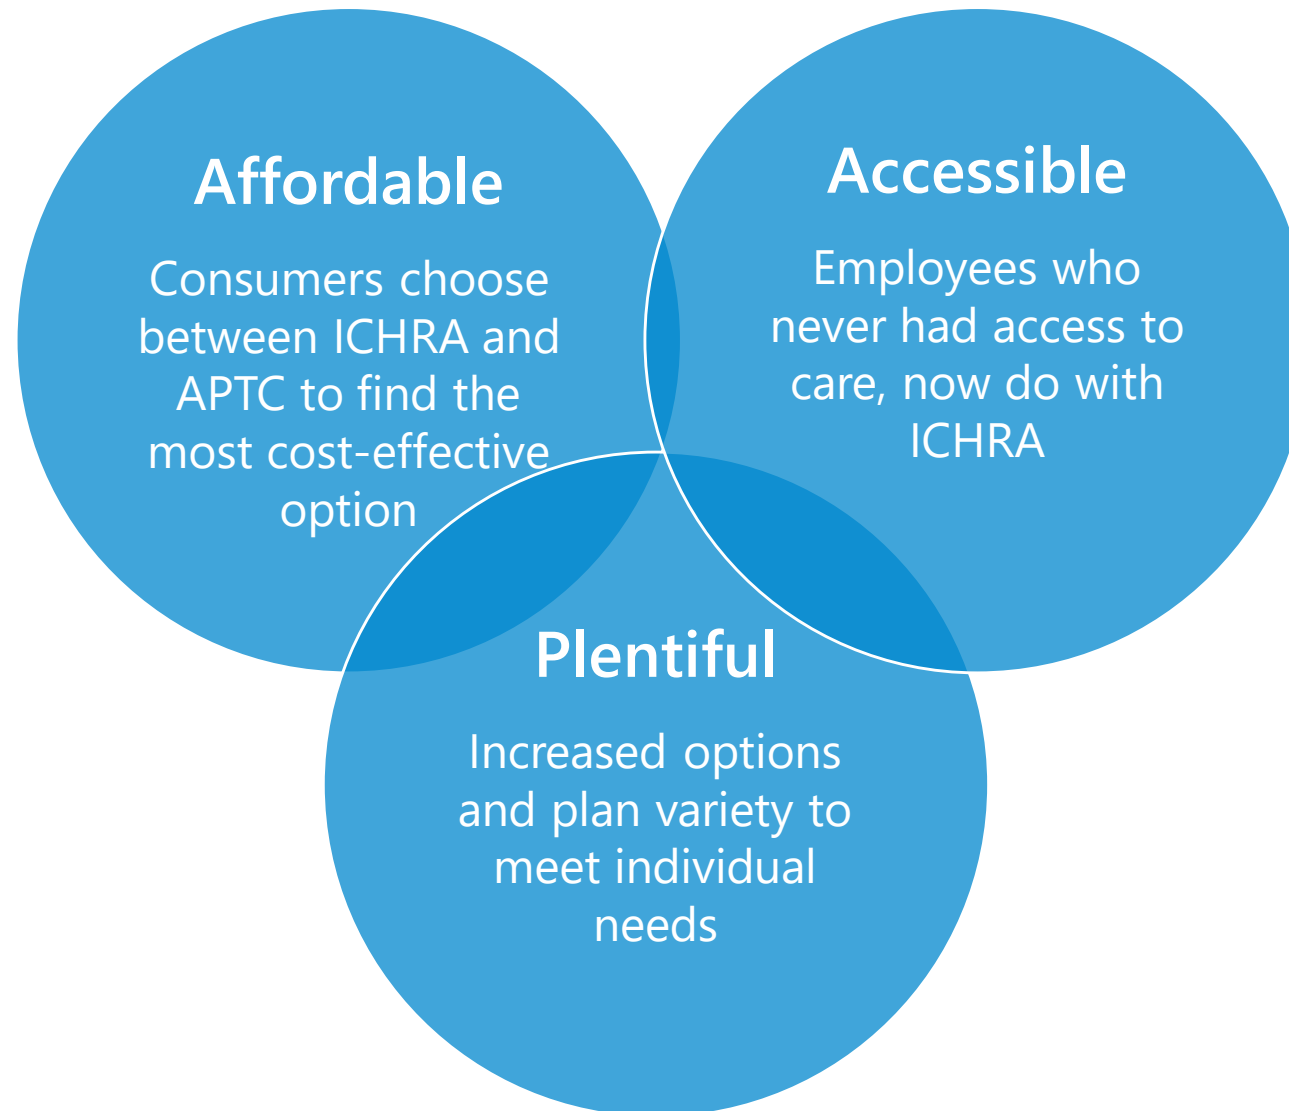 Affordable
Consumers choose
between ICHRA and
APTC to find the
most cost-effective
option
Accessible
Employees who
never had access to
care, now do with
ICHRA
Plentiful
Increased options
and plan variety to
meet individual
needs